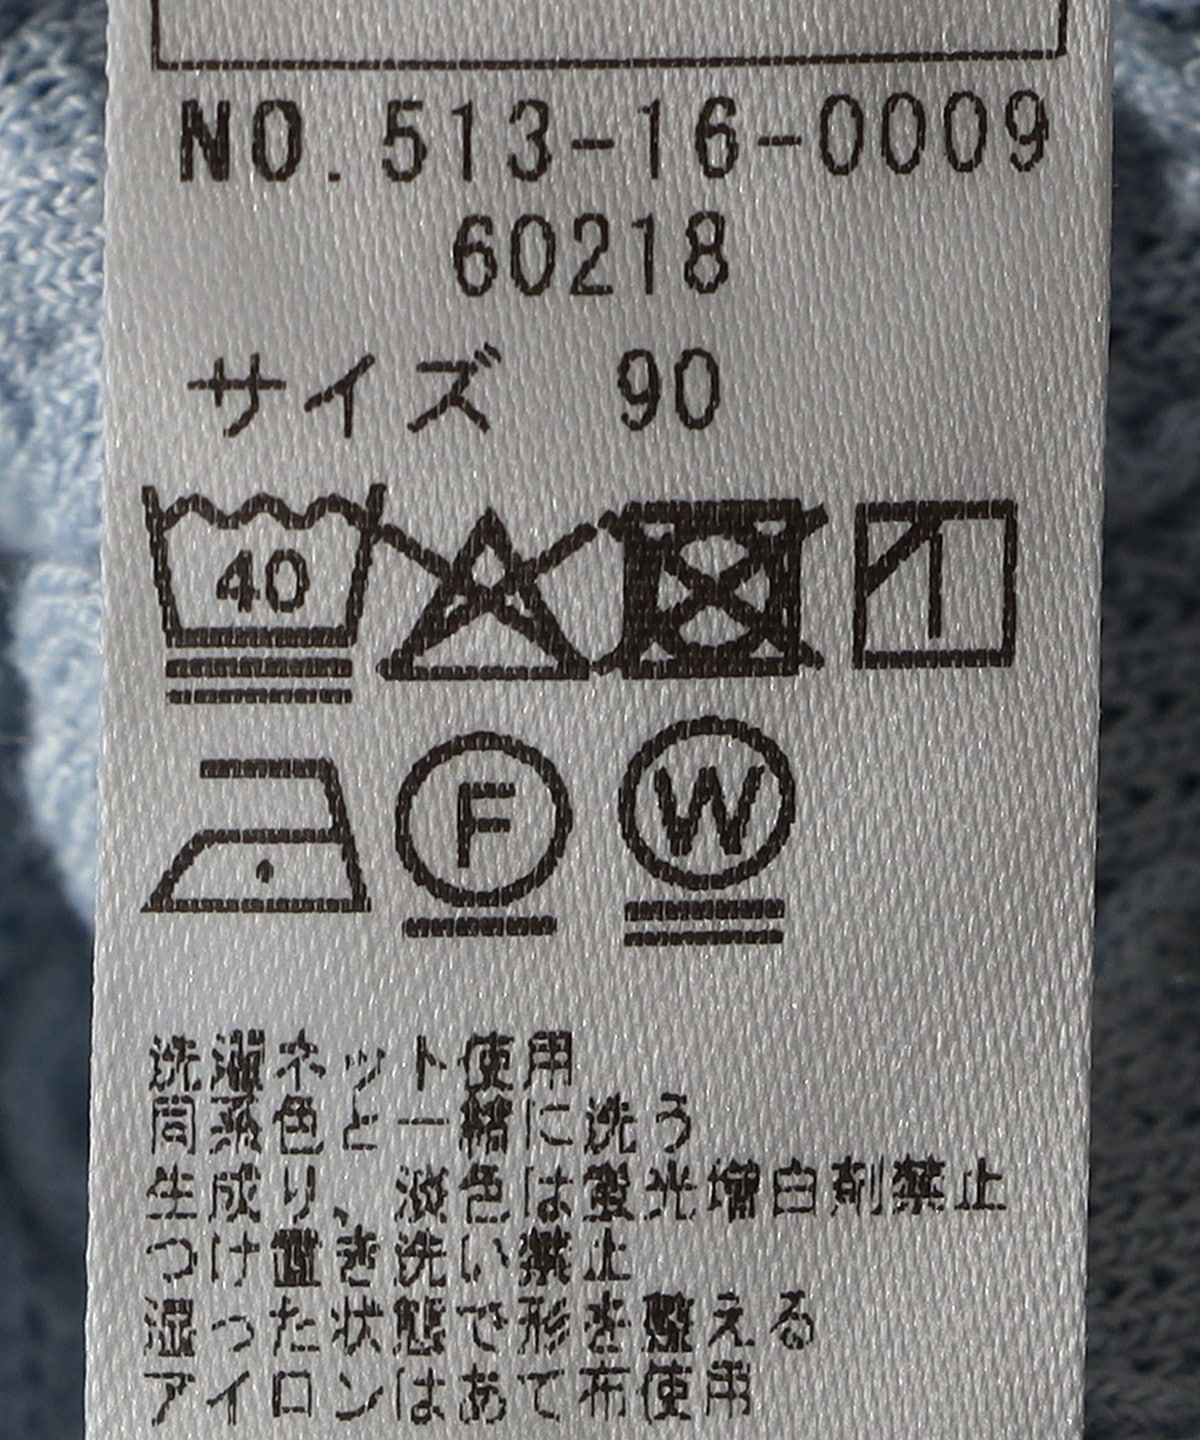 NO.513-16-0009
60218
サイズ 90
40
F W
洗濯ネット使用
同系色と一緒に洗う
生成り、淡色は蛍光増白剤禁止
つけ置き洗い禁止
湿った状態で形を整える
アイロンはあて布使用